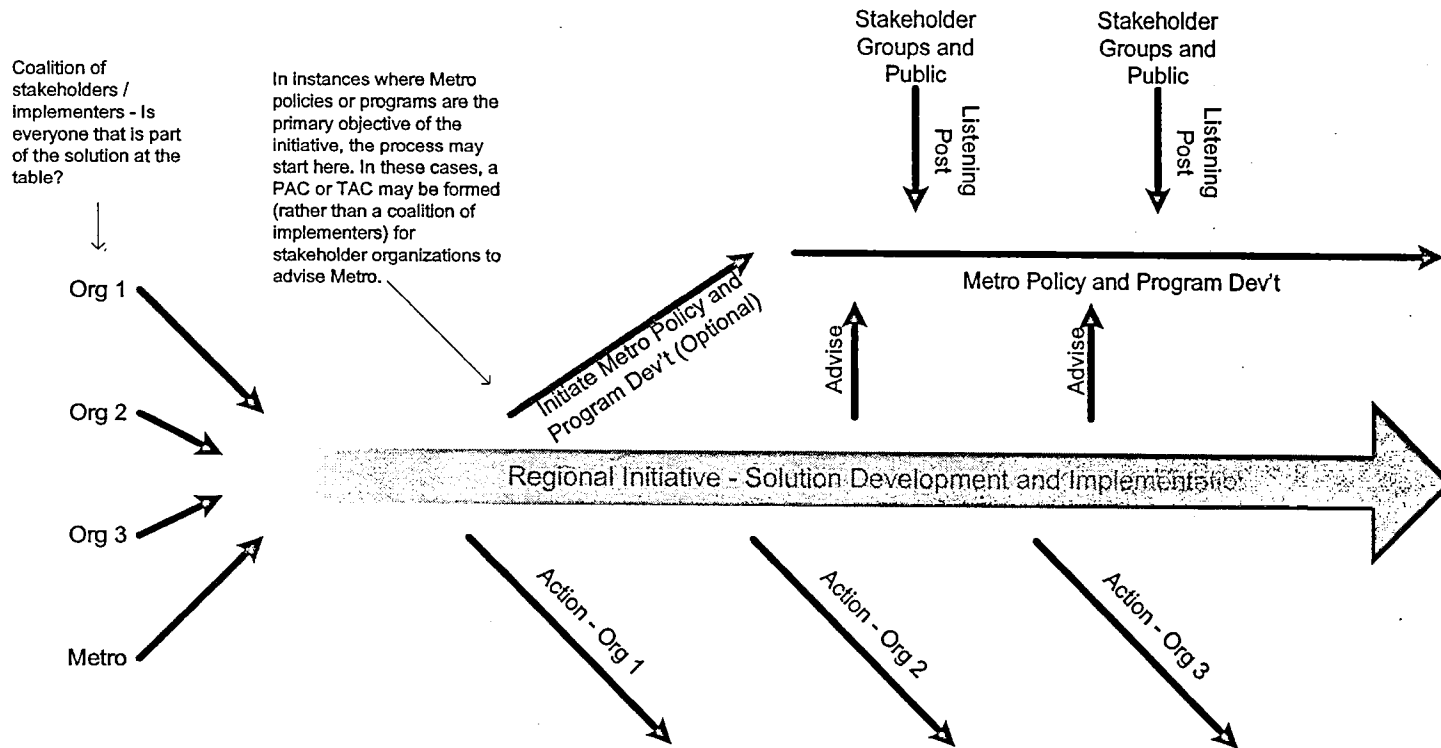 Coalition of
stakeholders /
implementers - Is
everyone that is part
of the solution at the
table?
In instances where Metro
policies or programs are the
primary objective of the
initiative, the process may
start here. In these cases, a
PAC or TAC may be formed
(rather than a coalition of
implementers) for
stakeholder organizations to
advise Metro.
Stakeholder
Groups and
Public
Listening
Post
Stakeholder
Groups and
Public
Listening
Post
Metro Policy and Program Dev't
Initiate Metro Policy and
Program Dev't (Optional)
Advise
Advise
Org 1
Org 2
Org 3
Metro
Regional Initiative - Solution Development and Implementation
Action - Org 1
Action - Org 2
Action - Org 3